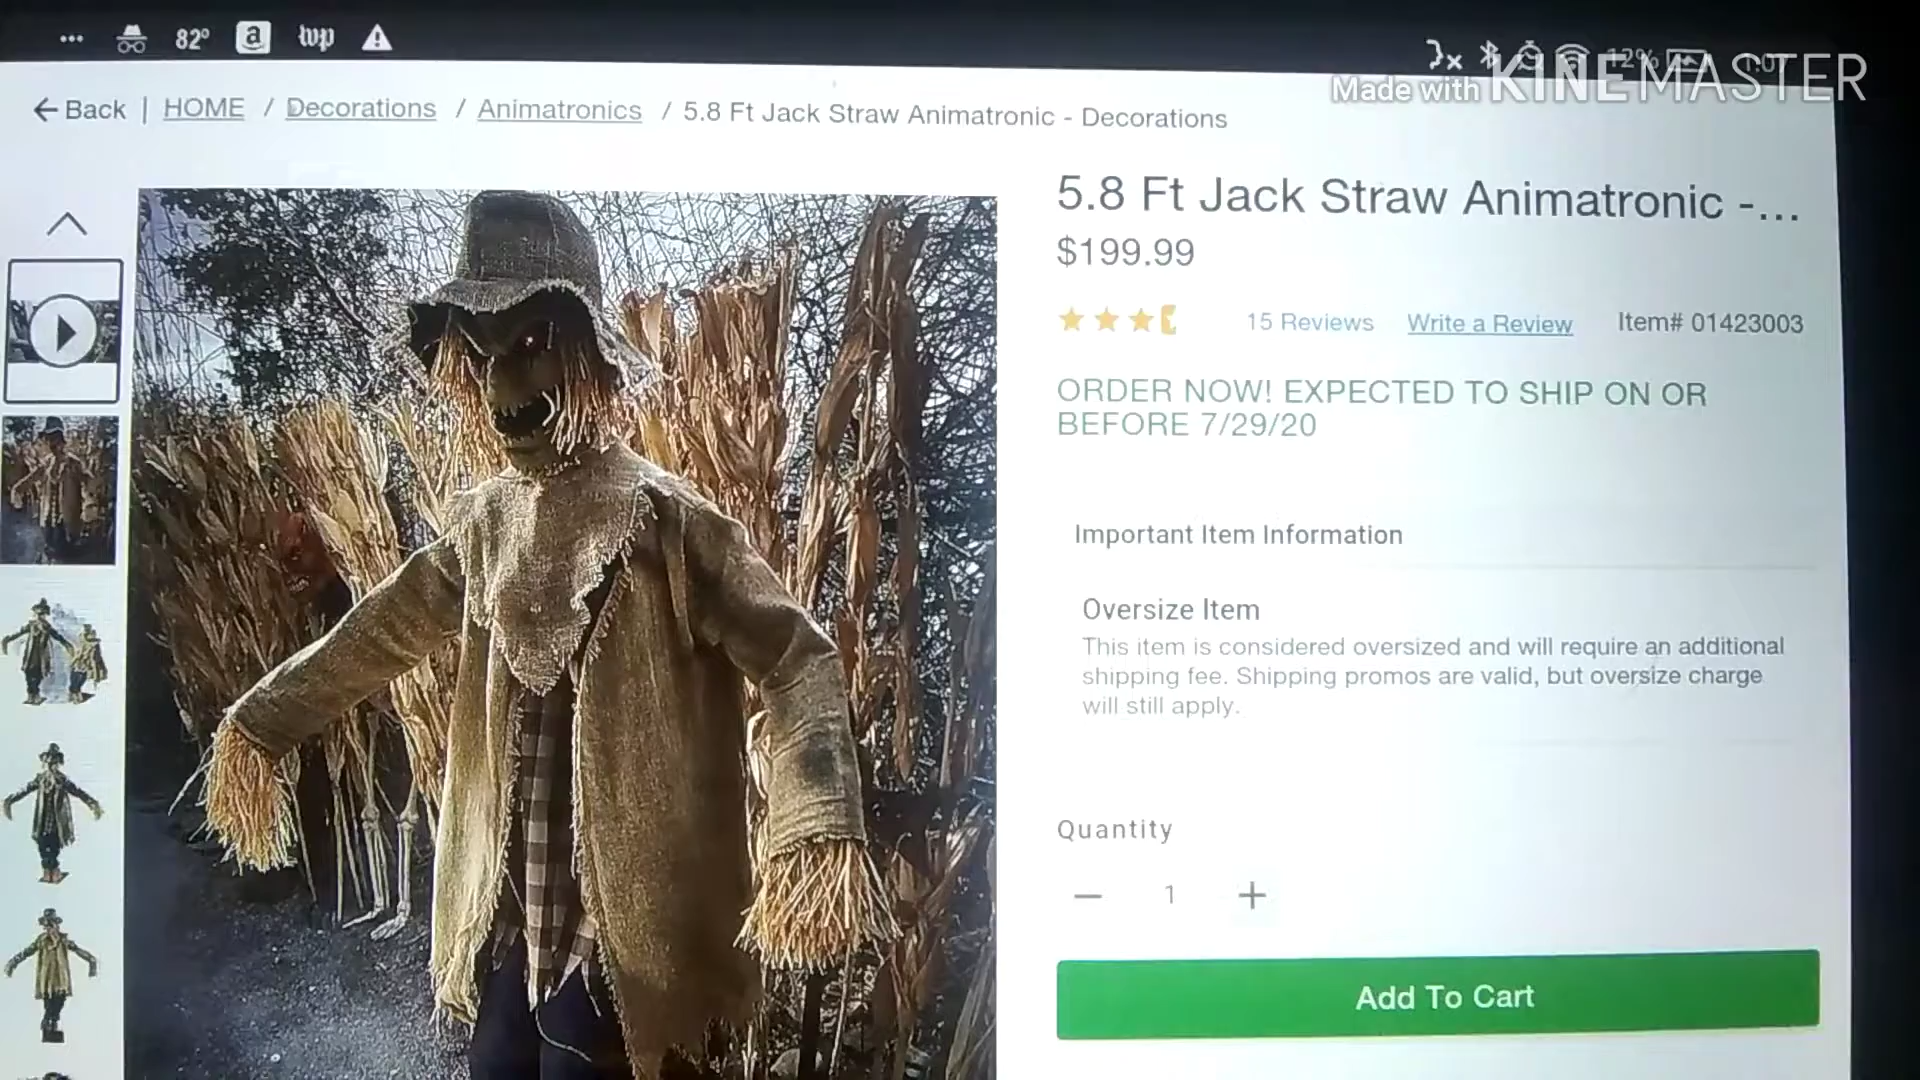 82°
a
wp
12%
Made with KINEMASTER
Back | HOME / Decorations / Animatronics / 5.8 Ft Jack Straw Animatronic - Decorations
5.8 Ft Jack Straw Animatronic -...
$199.99
15 Reviews Write a Review Item# 01423003
ORDER NOW! EXPECTED TO SHIP ON OR
BEFORE 7/29/20
Important Item Information
Oversize Item
This item is considered oversized and will require an additional
shipping fee. Shipping promos are valid, but oversize charge
will still apply.
Quantity
1
Add To Cart